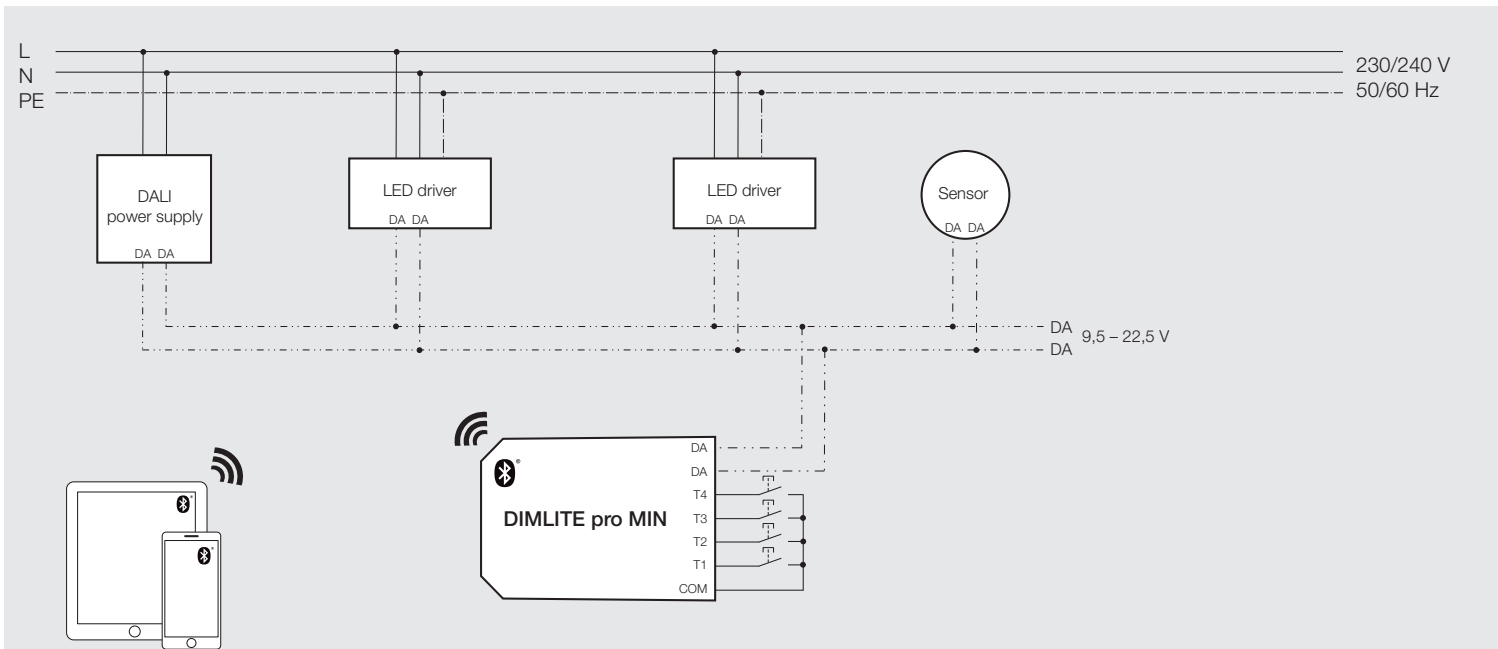 L
N
PE
230/240 V
50/60 Hz
DALI
power supply
DA DA
LED driver
DA DA
LED driver
DA DA
Sensor
DA DA
DA
DA
9,5 – 22,5 V
DIMLITE pro MIN
DA
DA
T4
T3
T2
T1
COM